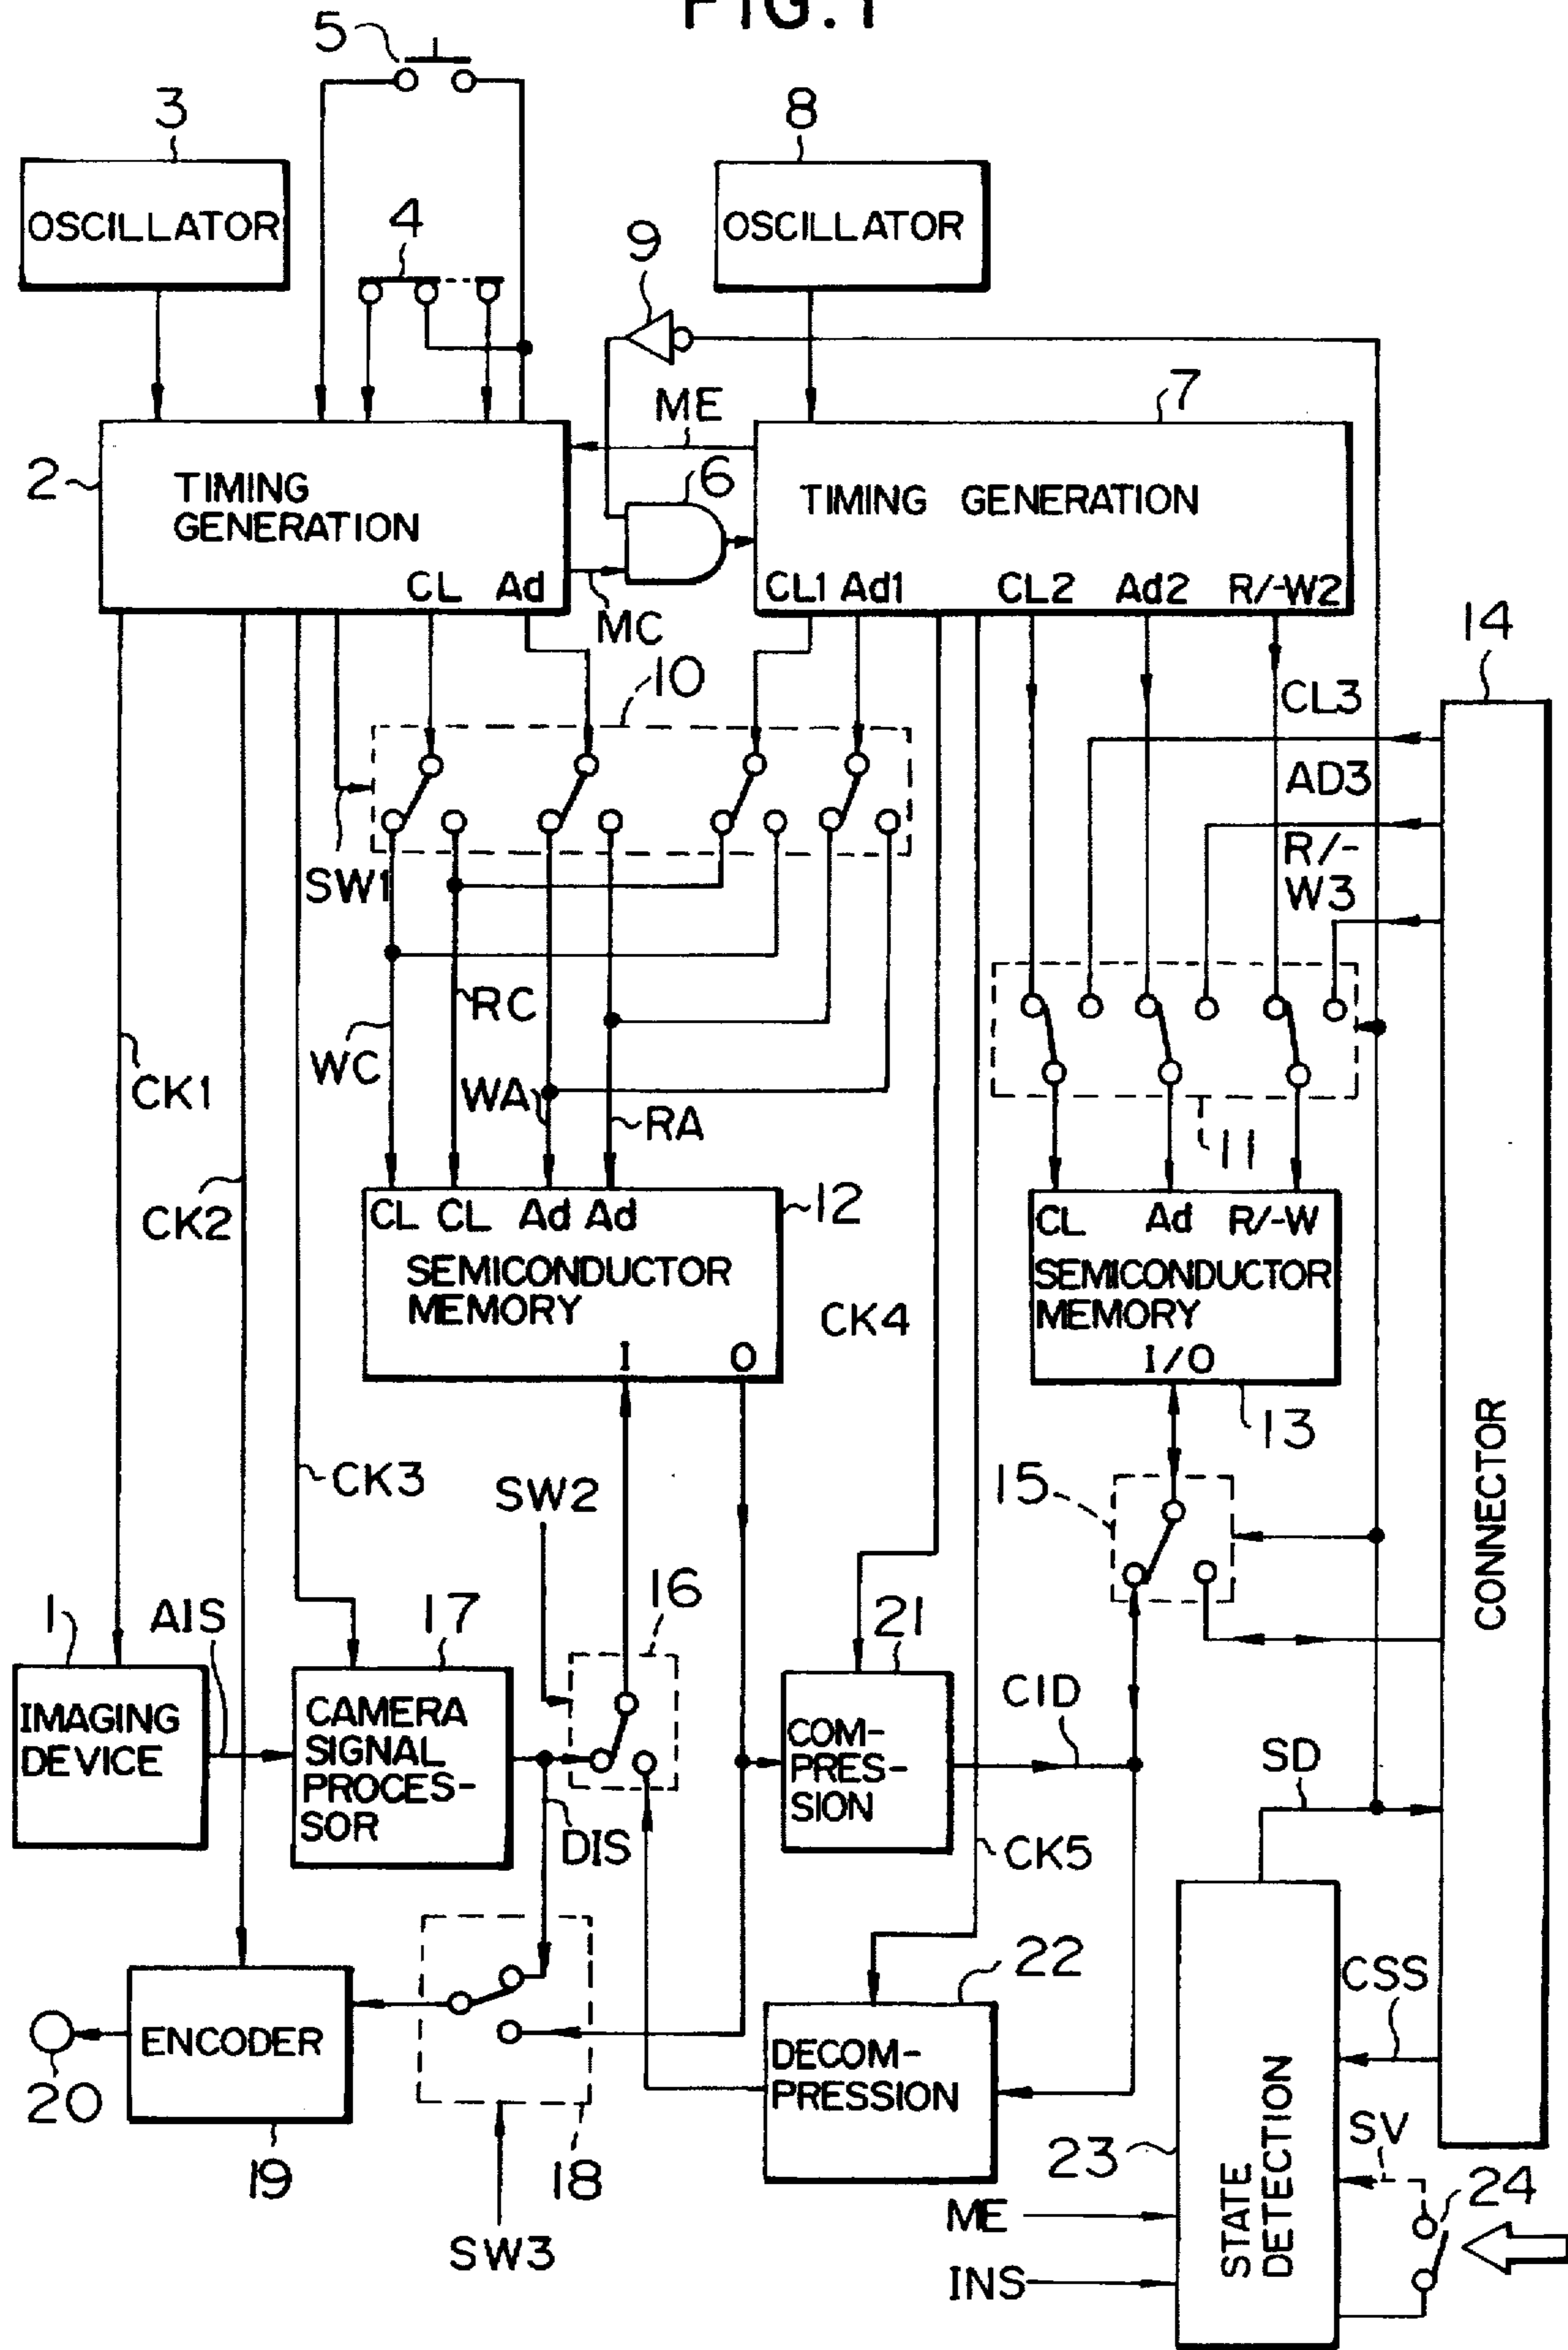 FIG.1
5
3
8
OSCILLATOR
4
9
OSCILLATOR
ME
7
2
TIMING
GENERATION
6
TIMING GENERATION
CL Ad
MC
CL1 Ad1 CL2 Ad2 R/-W2
14
10
CL3
AD3
SW1
R/-
W3
RC
WC
CK1
WA
RA
11
CK2
CL CL Ad Ad
12
CL Ad R/-W
SEMICONDUCTOR
MEMORY
CK4
SEMICONDUCTOR
MEMORY
I O
I/O
13
CK3
SW2
15
CONNECTOR
1
AIS
17
16
21
IMAGING
DEVICE
CAMERA
SIGNAL
PROCES-
SOR
COM-
PRES-
SION
CID
SD
DIS
CK5
22
CSS
ENCODER
DECOM-
PRESSION
20
19
18
23
SV
STATE
DETECTION
24
ME
SW3
INS